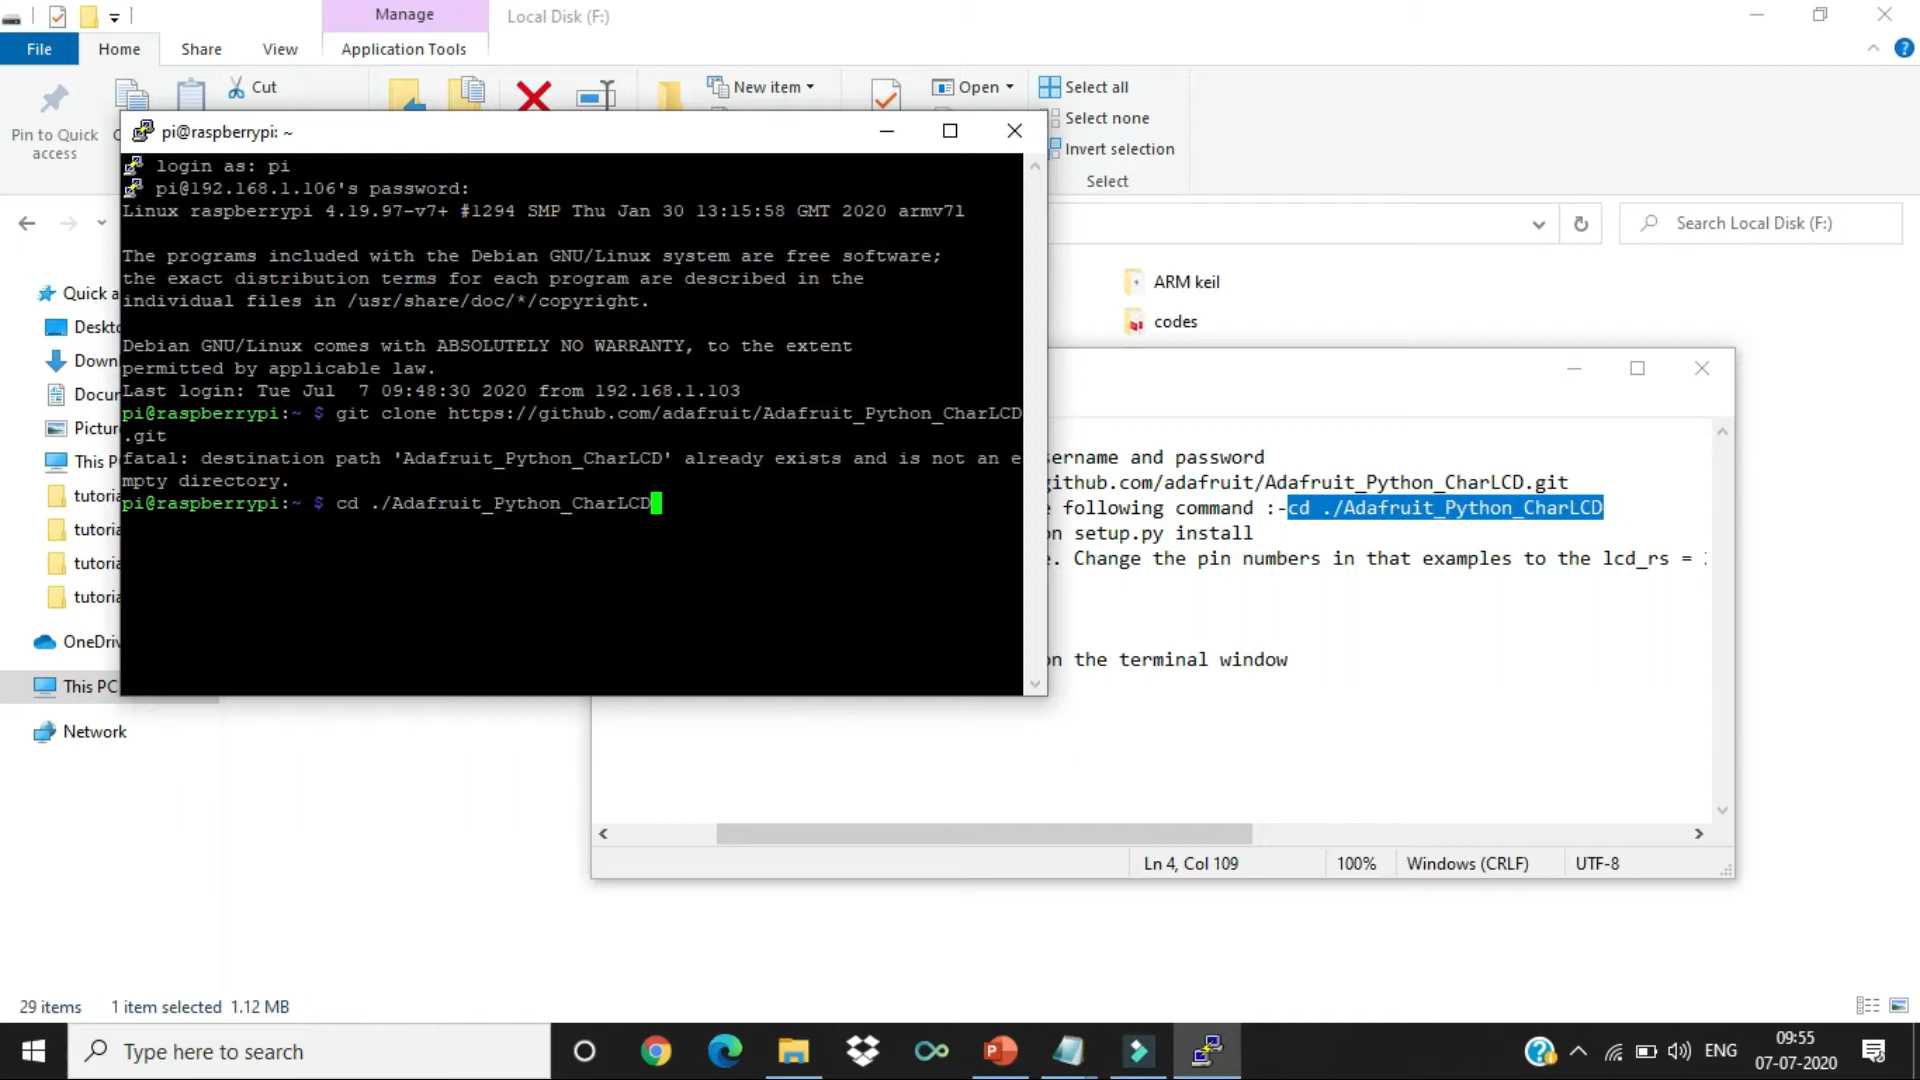 Manage
Local Disk (F:)
File
Home
Share
View
Application Tools
Cut
New item
Open
Select all
Select none
Invert selection
Select
Pin to Quick
access
Search Local Disk (F:)
pi@raspberrypi: ~
login as: pi
pi@192.168.1.106's password:
Linux raspberrypi 4.19.97-v7+ #1294 SMP Thu Jan 30 13:15:58 GMT 2020 armv7l
The programs included with the Debian GNU/Linux system are free software;
the exact distribution terms for each program are described in the
individual files in /usr/share/doc/*/copyright.
Debian GNU/Linux comes with ABSOLUTELY NO WARRANTY, to the extent
permitted by applicable law.
Last login: Tue Jul  7 09:48:30 2020 from 192.168.1.103
pi@raspberrypi:~ $ git clone https://github.com/adafruit/Adafruit_Python_CharLCD
.git
fatal: destination path 'Adafruit_Python_CharLCD' already exists and is not an e
mpty directory.
pi@raspberrypi:~ $ cd ./Adafruit_Python_CharLCD
Quick a
Deskto
Down
Docur
Pictur
This P
tutoria
tutoria
tutoria
tutoria
OneDriv
This PC
Network
ARM keil
codes
ername and password
github.com/adafruit/Adafruit_Python_CharLCD.git
following command :-cd ./Adafruit_Python_CharLCD
on setup.py install
. Change the pin numbers in that examples to the lcd_rs =
on the terminal window
Ln 4, Col 109
100%
Windows (CRLF)
UTF-8
29 items
1 item selected 1.12 MB
Type here to search
ENG
09:55
07-07-2020